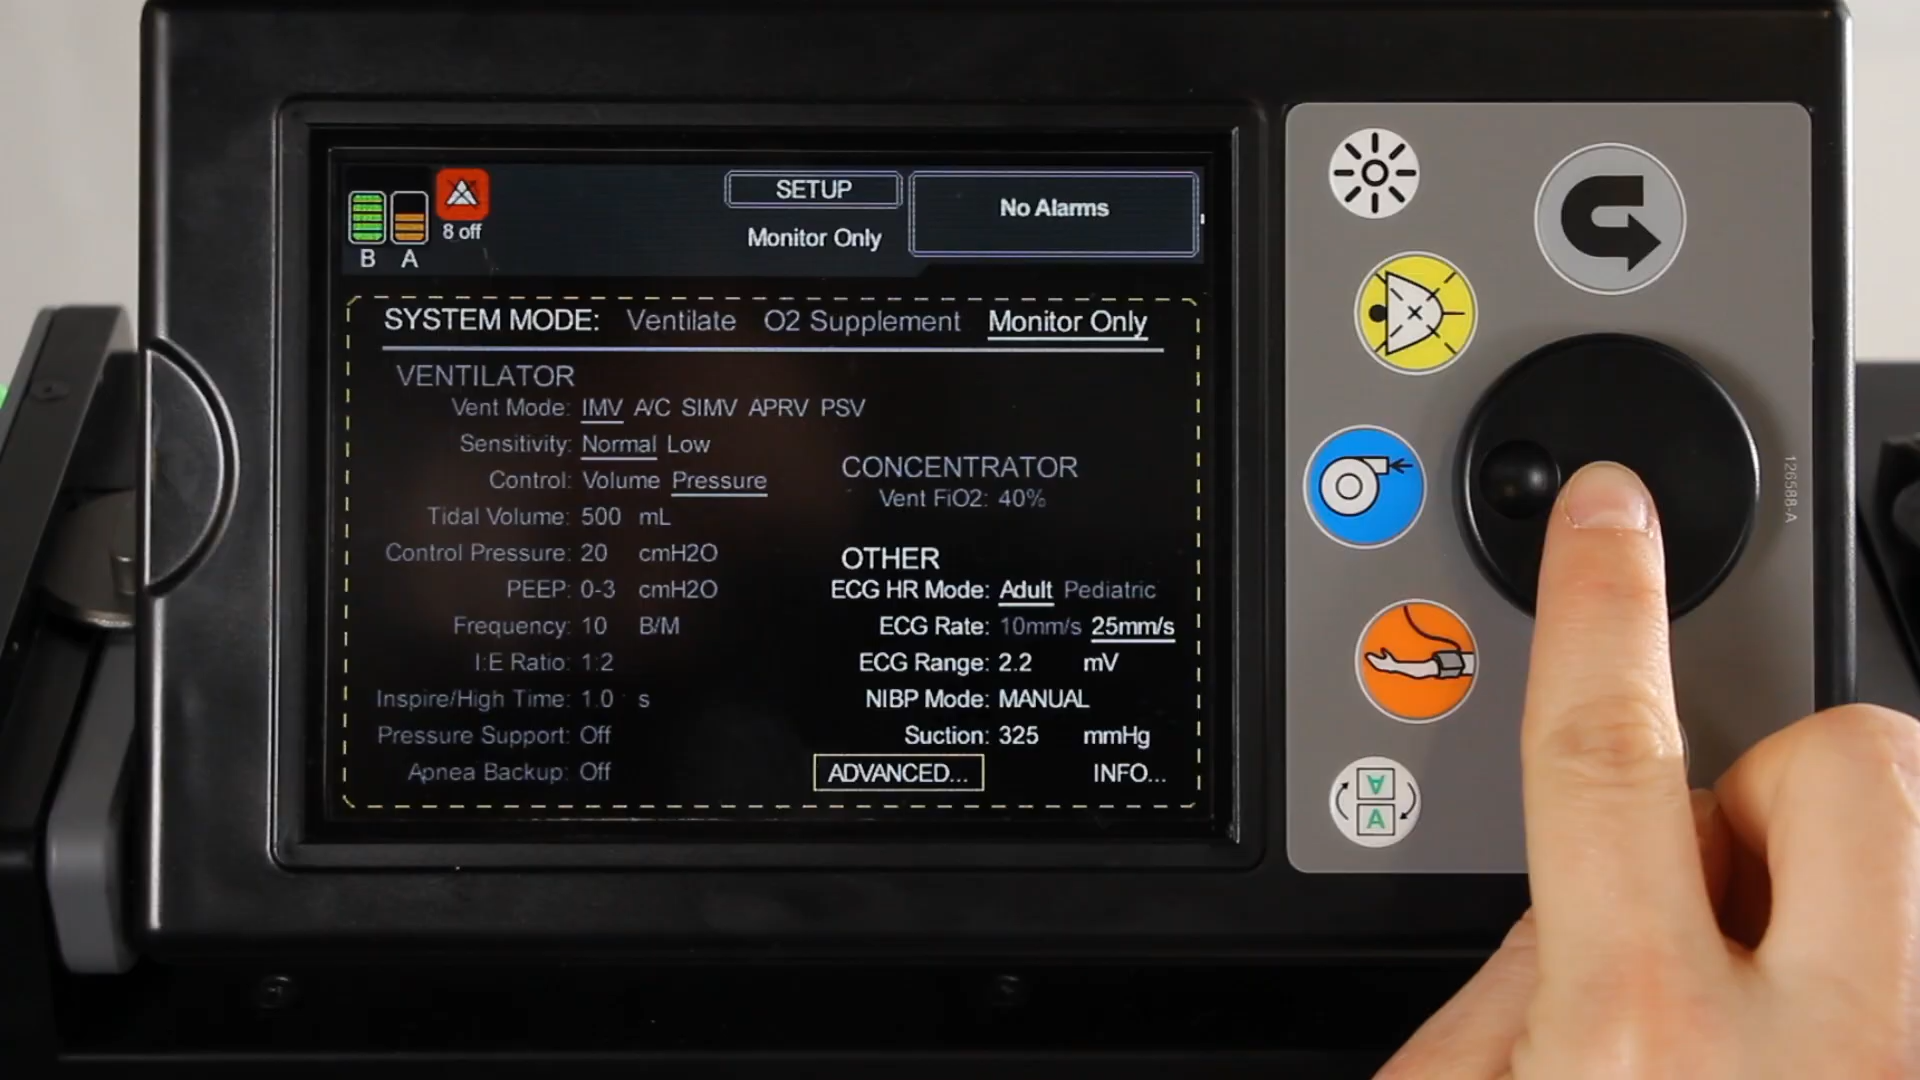 SETUP
No Alarms
8 off
Monitor Only
B A
SYSTEM MODE: Ventilate O2 Supplement Monitor Only
VENTILATOR
Vent Mode: IMV A/C SIMV APRV PSV
Sensitivity: Normal Low
Control: Volume Pressure
Tidal Volume: 500 mL
Control Pressure: 20 cmH2O
PEEP: 0-3 cmH2O
Frequency: 10 B/M
I:E Ratio: 1:2
Inspire/High Time: 1.0 s
Pressure Support: Off
Apnea Backup: Off
CONCENTRATOR
Vent FiO2: 40%
OTHER
ECG HR Mode: Adult Pediatric
ECG Rate: 10mm/s 25mm/s
ECG Range: 2.2 mV
NIBP Mode: MANUAL
Suction: 325 mmHg
ADVANCED... INFO...
126588-A
A
A